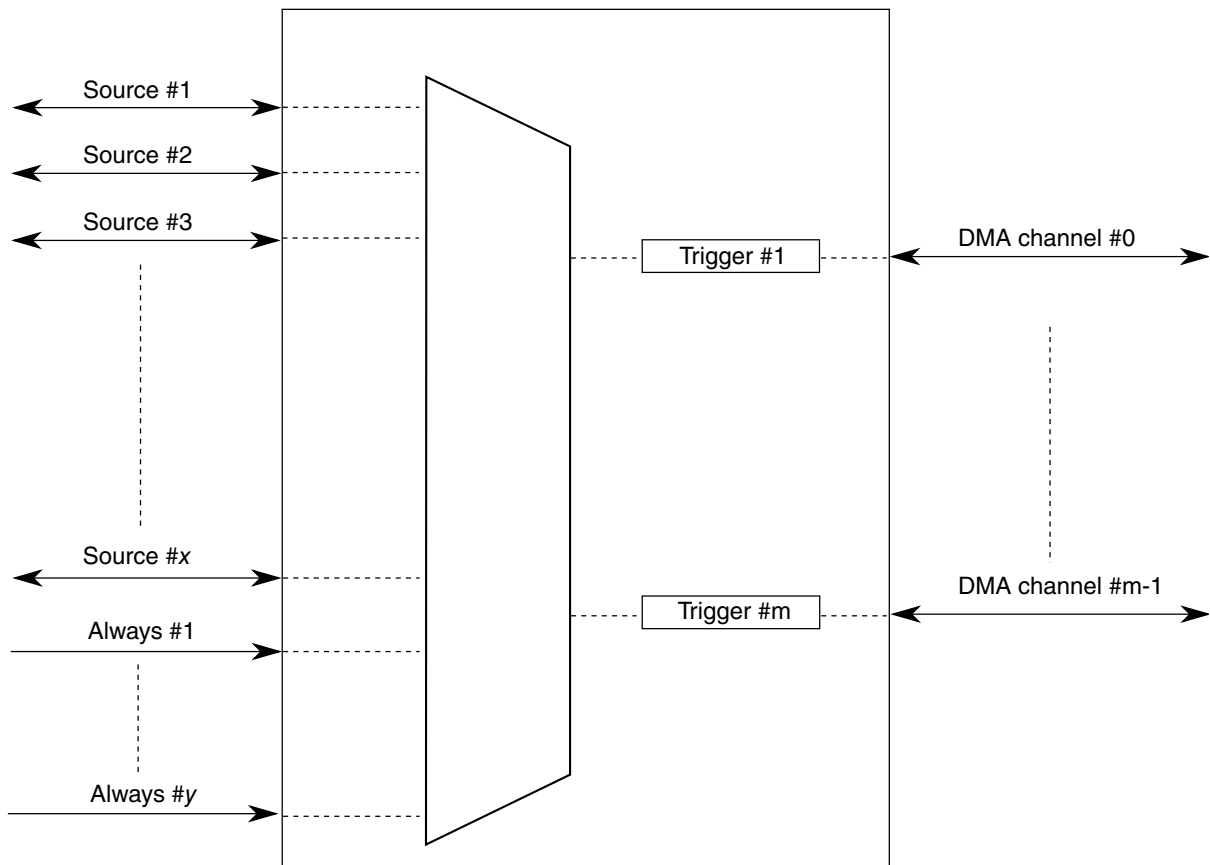 Source #1
Source #2
Source #3
Trigger #1
DMA channel #0
Source #x
Always #1
Trigger #m
DMA channel #m-1
Always #y